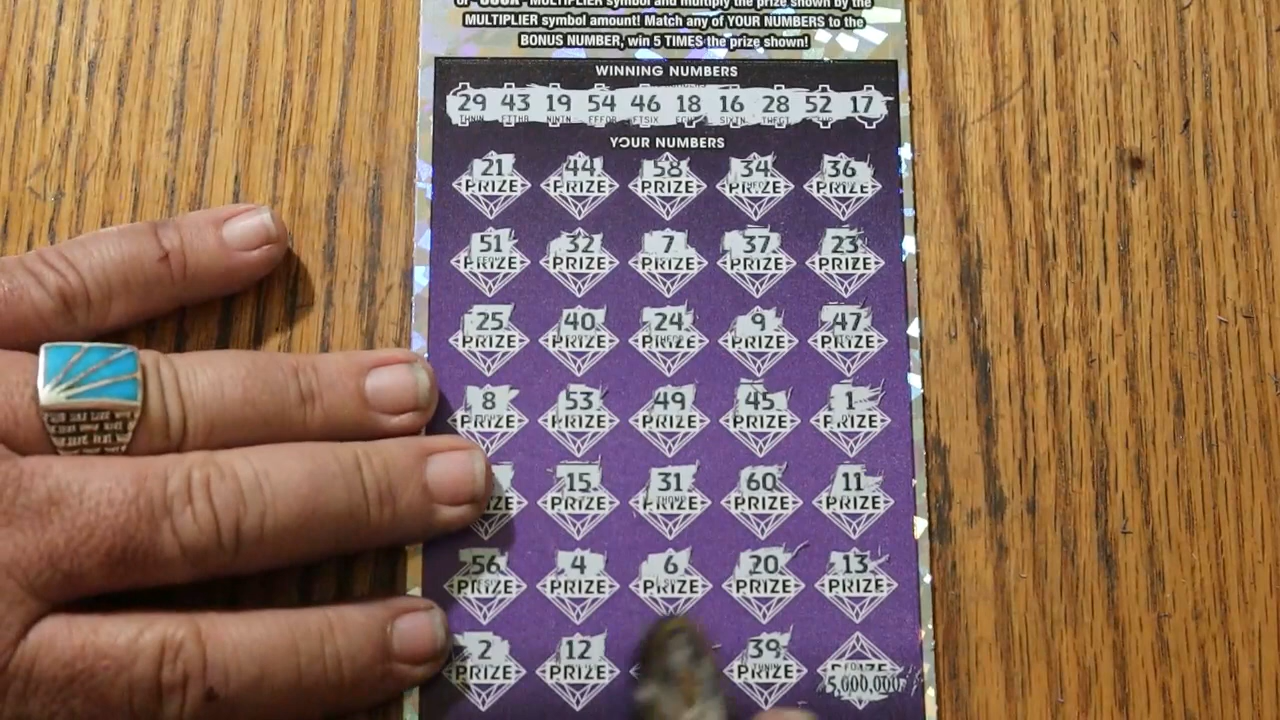 MULTIPLIER symbol and multiply the prize shown by the
MULTIPLIER symbol amount! Match any of YOUR NUMBERS to the
BONUS NUMBER, win 5 TIMES the prize shown!
WINNING NUMBERS
29 43 19 54 46 18 16 28 52 17
YOUR NUMBERS
21 44 58 34 36
PRIZE PRIZE PRIZE PRIZE PRIZE
51 32 7 37 23
PRIZE PRIZE PRIZE PRIZE PRIZE
25 40 24 9 47
PRIZE PRIZE PRIZE PRIZE PRIZE
8 53 49 45 1
PRIZE PRIZE PRIZE PRIZE PRIZE
15 31 60 11
PRIZE PRIZE PRIZE PRIZE
56 4 6 20 13
PRIZE PRIZE PRIZE PRIZE PRIZE
2 12 39
PRIZE PRIZE PRIZE PRIZE
5,000,000